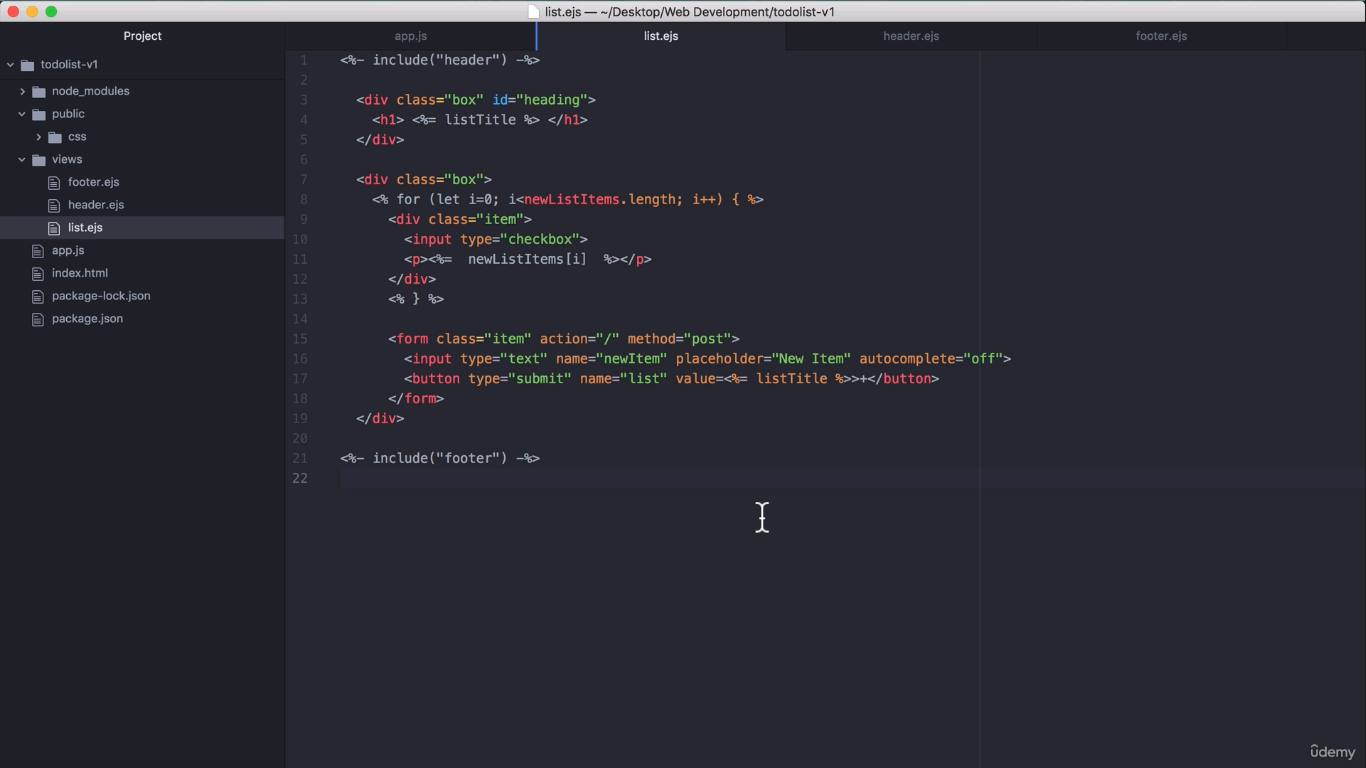 list.ejs — ~/Desktop/Web Development/todolist-v1
Project
app.js
list.ejs
header.ejs
footer.ejs
todolist-v1
node_modules
public
css
views
footer.ejs
header.ejs
list.ejs
app.js
index.html
package-lock.json
package.json
1 <%- include("header") -%>
2
3 <div class="box" id="heading">
4 <h1> <%= listTitle %> </h1>
5 </div>
6
7 <div class="box">
8 <% for (let i=0; i<newListItems.length; i++) { %>
9 <div class="item">
10 <input type="checkbox">
11 <p><%=  newListItems[i]  %></p>
12 </div>
13 <% } %>
14
15 <form class="item" action="/" method="post">
16 <input type="text" name="newItem" placeholder="New Item" autocomplete="off">
17 <button type="submit" name="list" value=<%= listTitle %>>+</button>
18 </form>
19 </div>
20
21 <%- include("footer") -%>
22
ûdemy